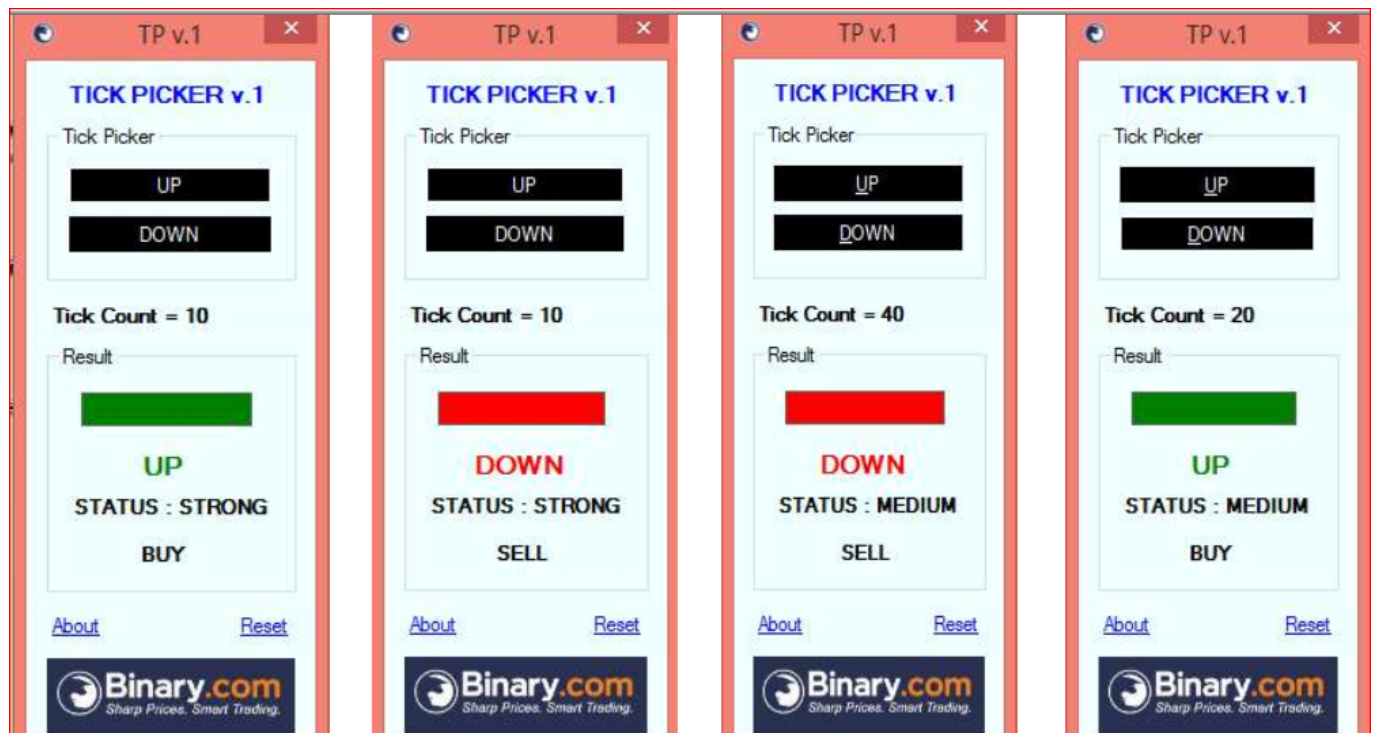 TP v.1
TICK PICKER v.1
Tick Picker
UP
DOWN
Tick Count = 10
Result
UP
STATUS : STRONG
BUY
About Reset
Binary.com
Sharp Prices. Smart Trading.
TP v.1
TICK PICKER v.1
Tick Picker
UP
DOWN
Tick Count = 10
Result
DOWN
STATUS : STRONG
SELL
About Reset
Binary.com
Sharp Prices. Smart Trading.
TP v.1
TICK PICKER v.1
Tick Picker
UP
DOWN
Tick Count = 40
Result
DOWN
STATUS : MEDIUM
SELL
About Reset
Binary.com
Sharp Prices. Smart Trading.
TP v.1
TICK PICKER v.1
Tick Picker
UP
DOWN
Tick Count = 20
Result
UP
STATUS : MEDIUM
BUY
About Reset
Binary.com
Sharp Prices. Smart Trading.